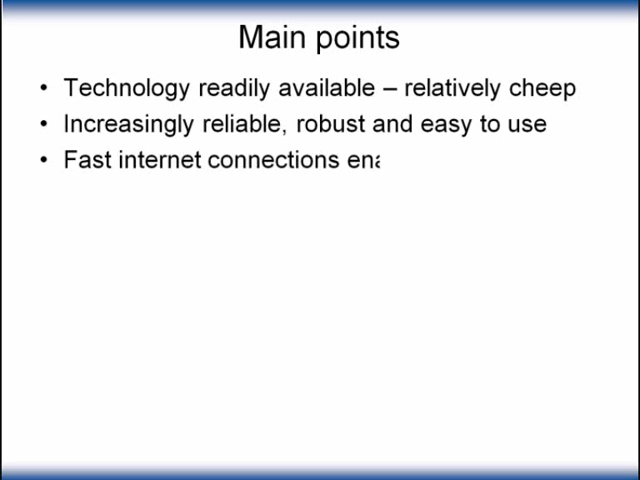 Main points
• Technology readily available – relatively cheep
• Increasingly reliable, robust and easy to use
• Fast internet connections